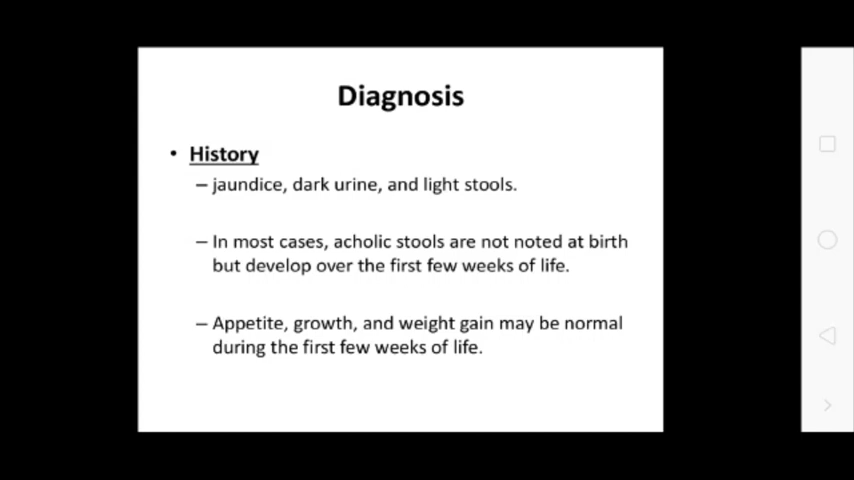 Diagnosis
• History
– jaundice, dark urine, and light stools.
– In most cases, acholic stools are not noted at birth
but develop over the first few weeks of life.
– Appetite, growth, and weight gain may be normal
during the first few weeks of life.